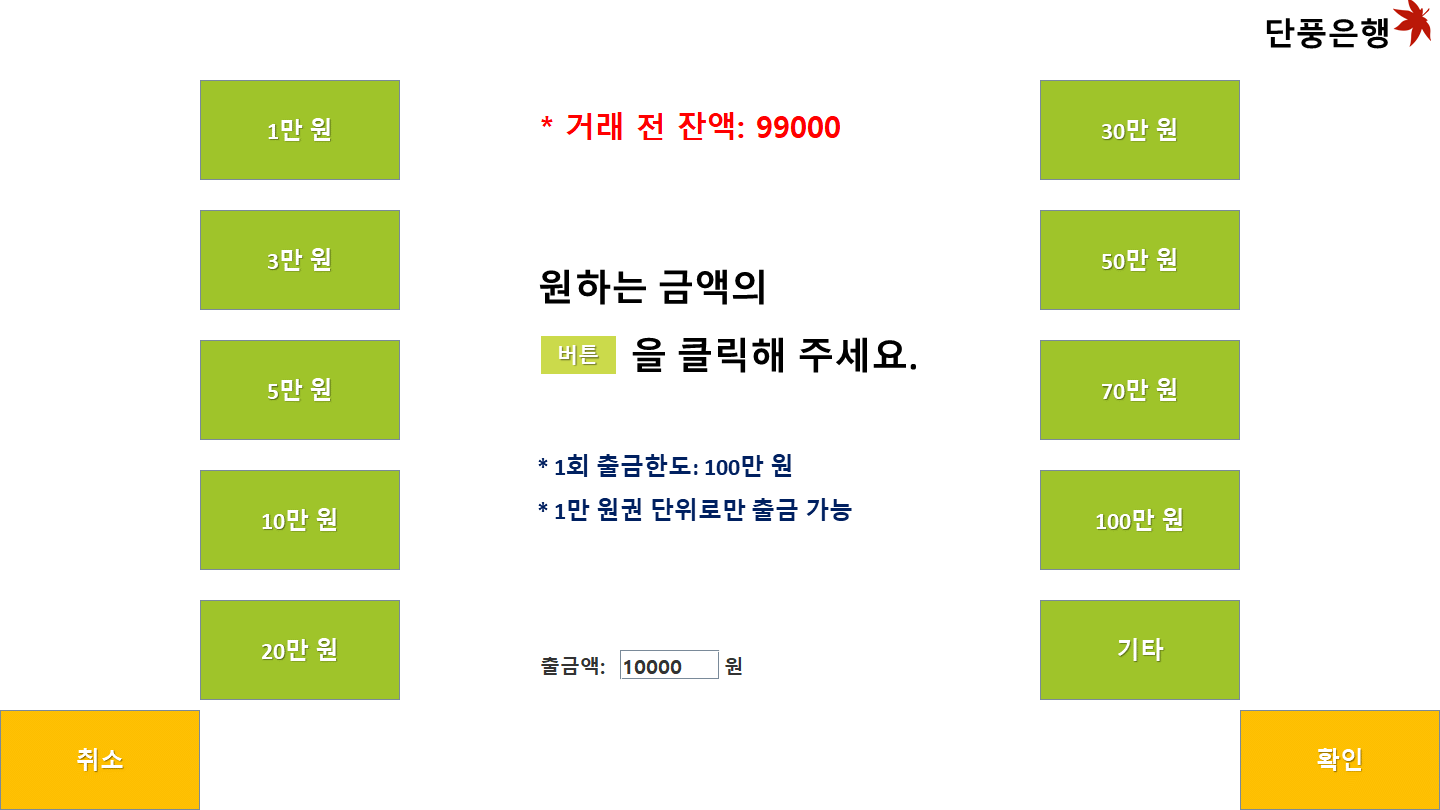 단풍은행
1만 원
* 거래 전 잔액: 99000
30만 원
3만 원
원하는 금액의
50만 원
버튼 을 클릭해 주세요.
5만 원
70만 원
* 1회 출금한도: 100만 원
* 1만 원권 단위로만 출금 가능
10만 원
100만 원
20만 원
출금액: 10000 원
기타
취소
확인